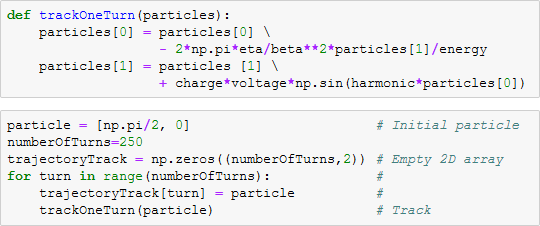 def trackOneTurn(particles):
    particles[0] = particles[0] \
                   - 2*np.pi*eta/beta**2*particles[1]/energy
    particles[1] = particles [1] \
                   + charge*voltage*np.sin(harmonic*particles[0])
particle = [np.pi/2, 0]                        # Initial particle
numberOfTurns=250
trajectoryTrack = np.zeros((numberOfTurns,2)) # Empty 2D array
for turn in range(numberOfTurns):             #
    trajectoryTrack[turn] = particle          #
    trackOneTurn(particle)                    # Track